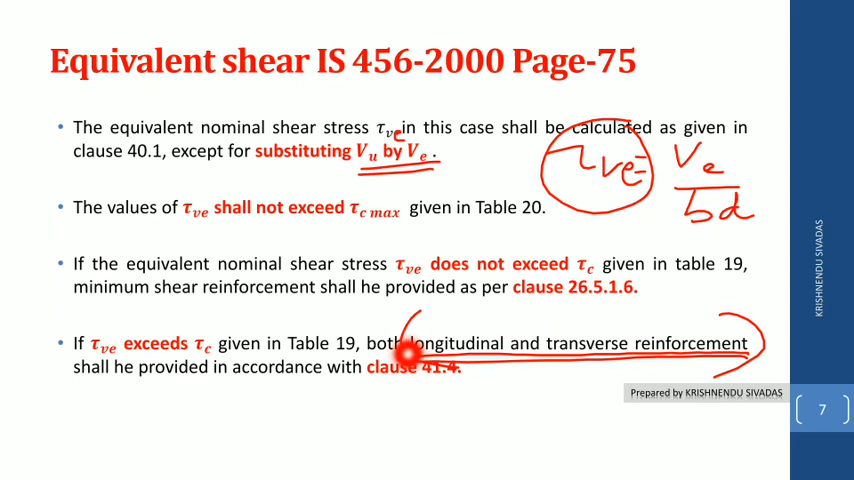 Equivalent shear IS 456-2000 Page-75
• The equivalent nominal shear stress τve in this case shall be calculated as given in
clause 40.1, except for substituting Vu by Ve .
τve = Ve / bd
• The values of τve shall not exceed τc max given in Table 20.
• If the equivalent nominal shear stress τve does not exceed τc given in table 19,
minimum shear reinforcement shall he provided as per clause 26.5.1.6.
• If τve exceeds τc given in Table 19, both longitudinal and transverse reinforcement
shall he provided in accordance with clause 41.4.
Prepared by KRISHNENDU SIVADAS
KRISHNENDU SIVADAS
7